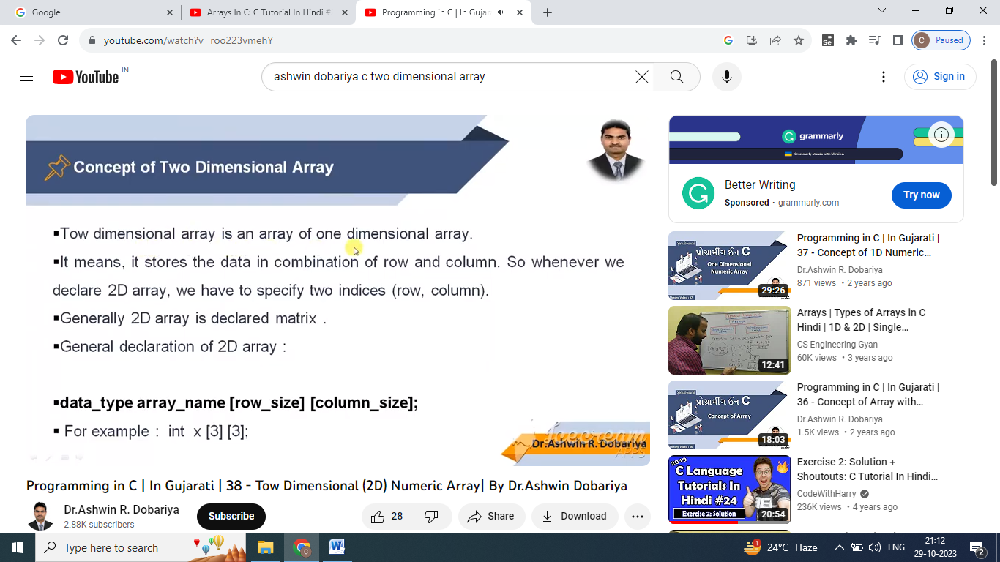 Google
Arrays In C: C Tutorial In Hindi #
Programming in C | In Gujar
youtube.com/watch?v=roo223vmehY
Se
C Paused
YouTube IN
ashwin dobariya c two dimensional array
Sign in
Concept of Two Dimensional Array
▪Tow dimensional array is an array of one dimensional array.
▪It means, it stores the data in combination of row and column. So whenever we
declare 2D array, we have to specify two indices (row, column).
▪Generally 2D array is declared matrix .
▪General declaration of 2D array :
▪data_type array_name [row_size] [column_size];
▪ For example : int x [3] [3];
Icecream
Dr.Ashwin R. Dobariya
APPS
Programming in C | In Gujarati | 38 - Tow Dimensional (2D) Numeric Array| By Dr.Ashwin Dobariya
Dr.Ashwin R. Dobariya
2.88K subscribers
Subscribe
28
Share
Download
grammarly
Grammarly stands with Ukraine.
Better Writing
Sponsored · grammarly.com
Try now
પ્રોગ્રામીંગ ઈન C
One Dimensional
Numeric Array
29:26
Programming in C | In Gujarati |
37 - Concept of 1D Numeric...
Dr.Ashwin R. Dobariya
871 views • 2 years ago
12:41
Arrays | Types of Arrays in C
Hindi | 1D & 2D | Single...
CS Engineering Gyan
60K views • 3 years ago
પ્રોગ્રામીંગ ઈન C
Concept of Array
18:03
Programming in C | In Gujarati |
36 - Concept of Array with...
Dr.Ashwin R. Dobariya
1.5K views • 2 years ago
2019
C Language
Tutorials In
Hindi #24
Exercise 2: Solution
20:54
Exercise 2: Solution +
Shoutouts: C Tutorial In Hindi...
CodeWithHarry
236K views • 4 years ago
Type here to search
1
24°C Haze
ENG
21:12
29-10-2023
2